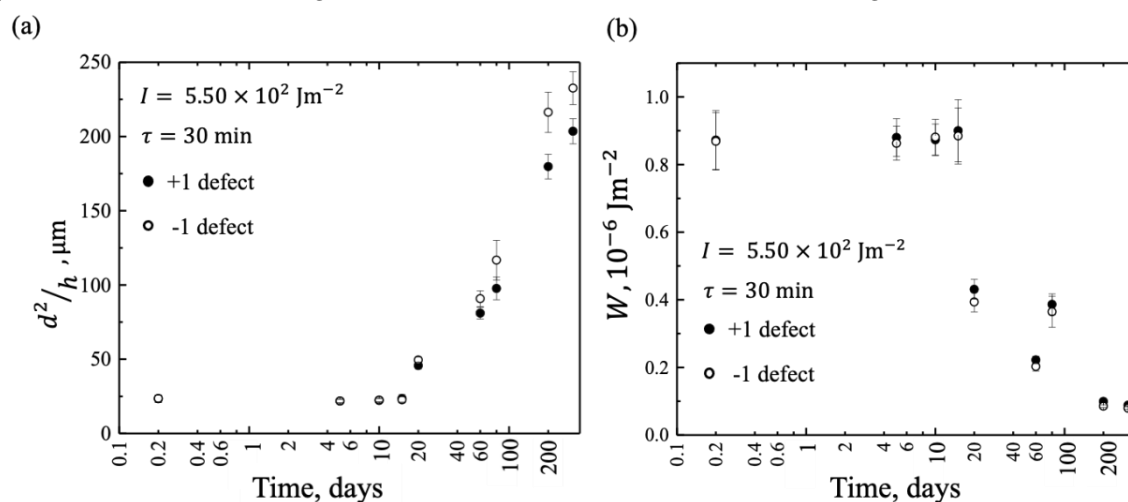 (a)
250
200
150
100
50
0
d²/h , μm
I = 5.50 × 10² Jm⁻²
τ = 30 min
+1 defect
-1 defect
0.1
0.2
0.4
0.6
1
2
4
6
10
20
40
60
100
200
Time, days
(b)
1.0
0.8
0.6
0.4
0.2
0.0
W, 10⁻⁶ Jm⁻²
I = 5.50 × 10² Jm⁻²
τ = 30 min
+1 defect
-1 defect
0.1
0.2
0.4
0.6
1
2
4
6
10
20
40
60
100
200
Time, days